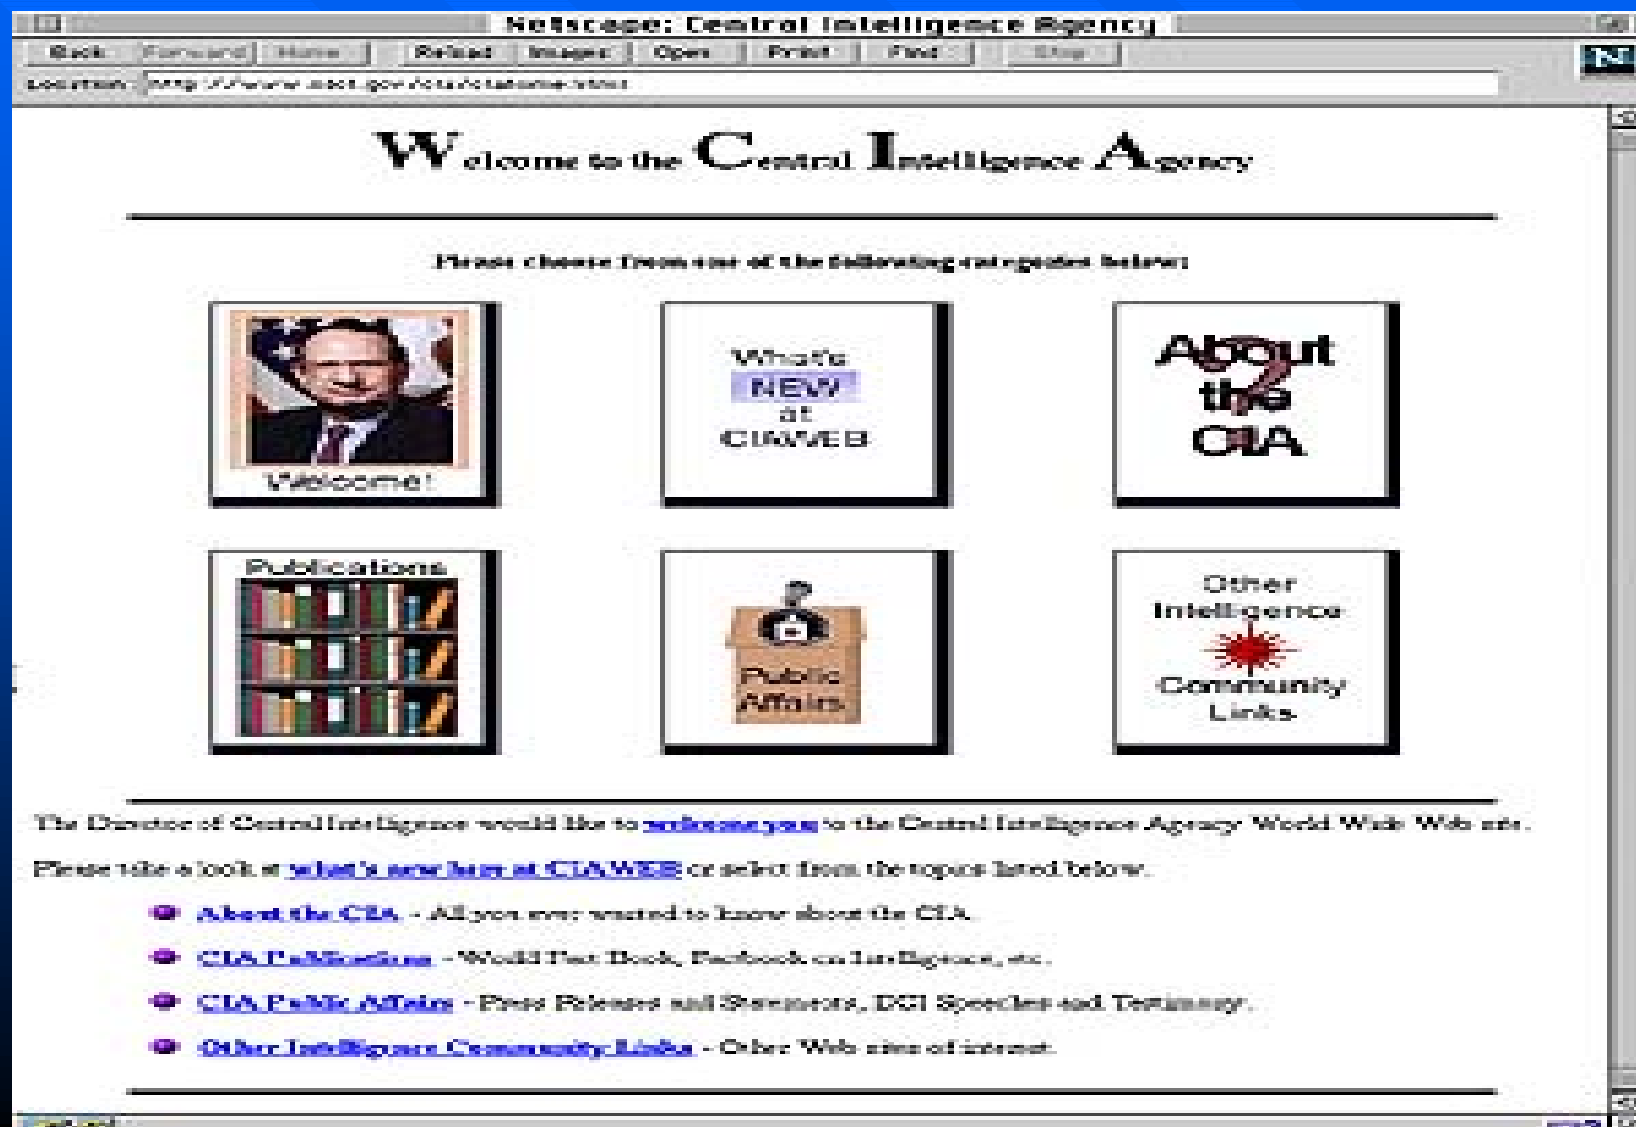 Netscape: Central Intelligence Agency
Back Forward Home Reload Images Open Print Find Stop
N
Location:
Welcome to the Central Intelligence Agency
Please choose from one of the following categories below:
Welcome!
What's
NEW
at
CIAWEB
About
the
CIA
?
Publications
Public
Affairs
Other
Intelligence
Community
Links
The Director of Central Intelligence would like to welcome you to the Central Intelligence Agency World Wide Web site.
Please take a look at what's new here at CIAWEB or select from the topics listed below.
About the CIA - All you ever wanted to know about the CIA.
CIA Publications - World Fact Book, Factbook on Intelligence, etc.
CIA Public Affairs - Press Releases and Statements, DCI Speeches and Testimony.
Other Intelligence Community Links - Other Web sites of interest.